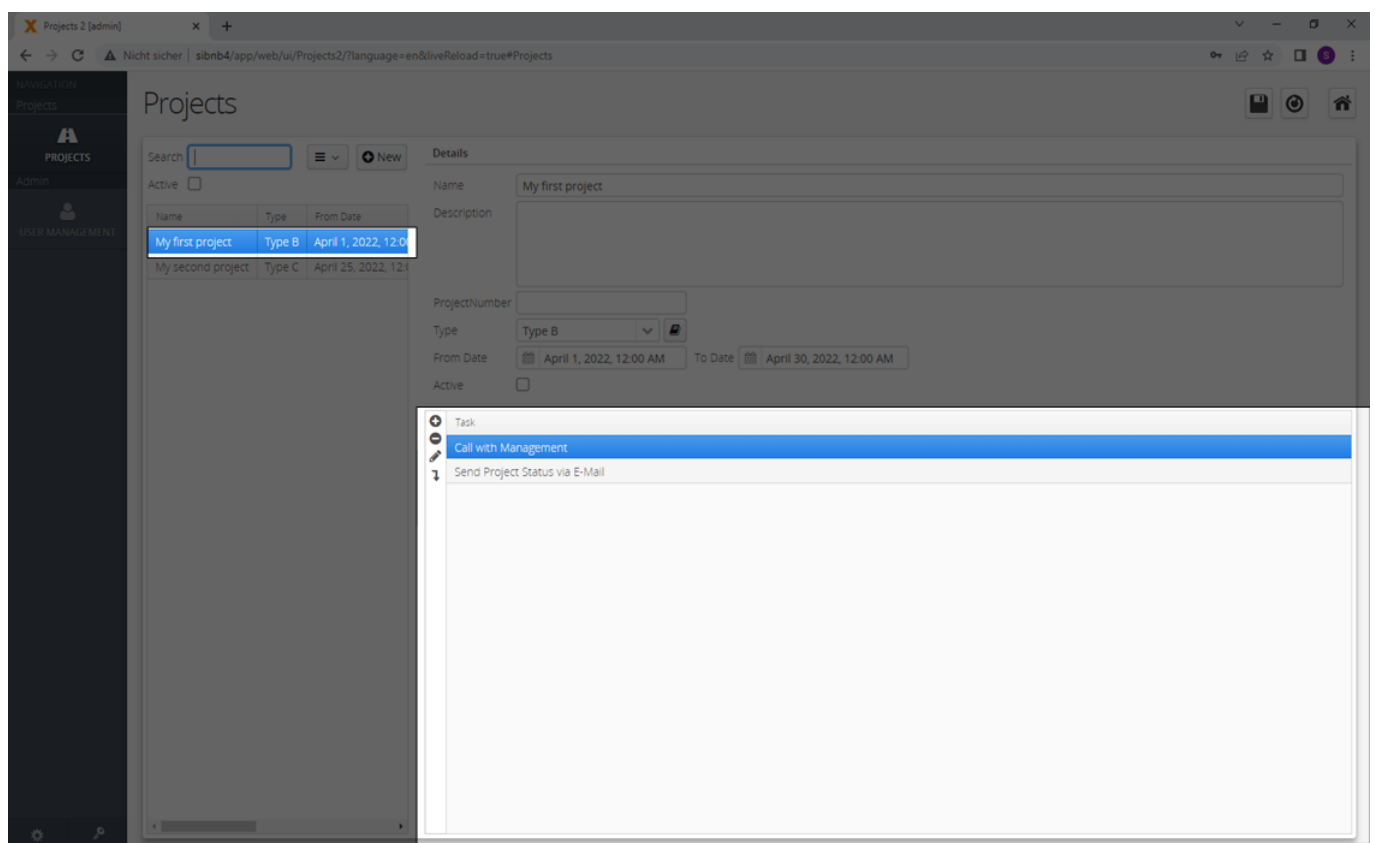 Projects 2 [admin]
Nicht sicher | sibnb4/app/web/ui/Projects2/?language=en&liveReload=true#Projects
S
NAVIGATION
Projects
PROJECTS
Admin
USER MANAGEMENT
Projects
Search
New
Active
Name Type From Date
My first project Type B April 1, 2022, 12:0
My second project Type C April 25, 2022, 12:
Details
Name My first project
Description
ProjectNumber
Type Type B
From Date April 1, 2022, 12:00 AM To Date April 30, 2022, 12:00 AM
Active
Task
Call with Management
Send Project Status via E-Mail